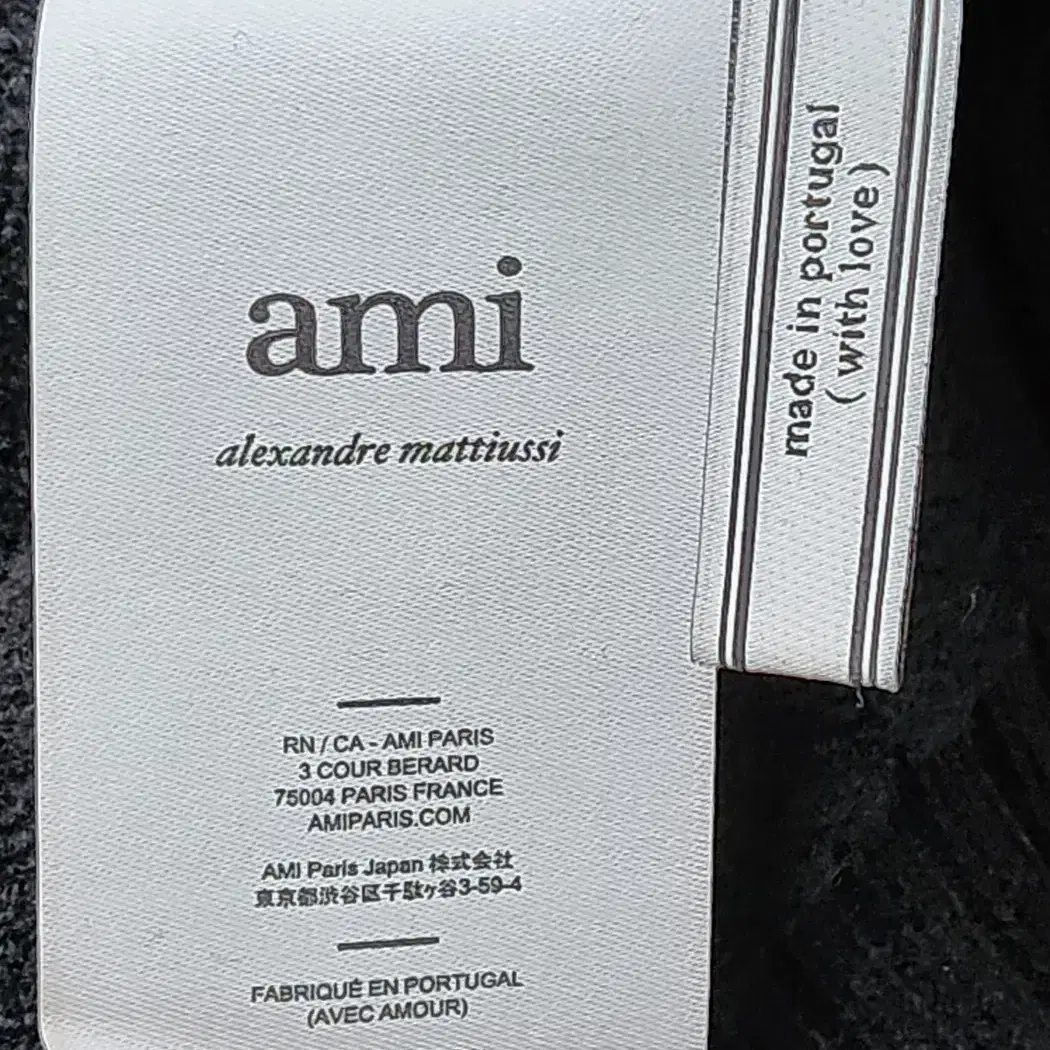 ami
alexandre mattiussi
RN / CA - AMI PARIS
3 COUR BERARD
75004 PARIS FRANCE
AMIPARIS.COM
AMI Paris Japan 株式会社
東京都渋谷区千駄ヶ谷3-59-4
FABRIQUÉ EN PORTUGAL
(AVEC AMOUR)
made in portugal
(with love)